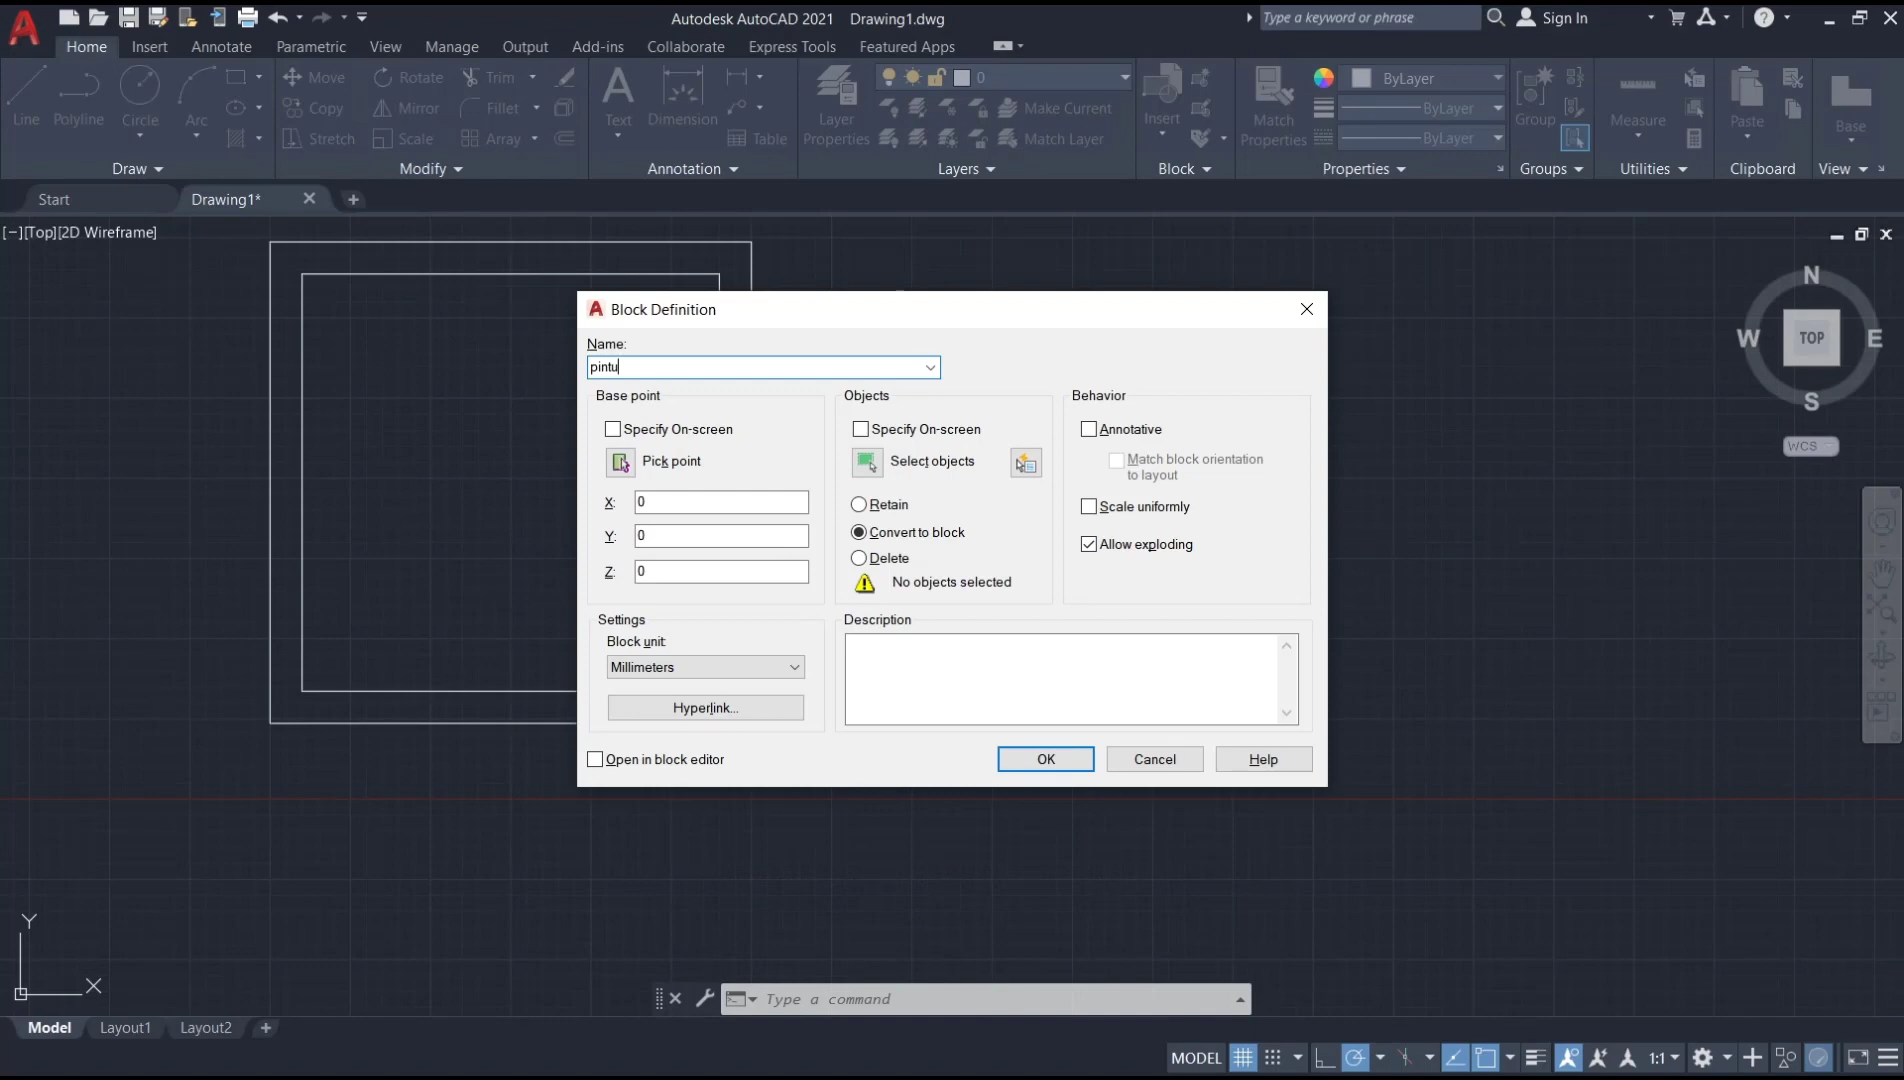 Autodesk AutoCAD 2021 Drawing1.dwg
Type a keyword or phrase
Sign In
Home Insert Annotate Parametric View Manage Output Add-ins Collaborate Express Tools Featured Apps
Line Polyline Circle Arc
Move Rotate Trim
Copy Mirror Fillet
Stretch Scale Array
Text Dimension
Table
Layer Properties
0
Make Current
Match Layer
Insert
Match Properties
ByLayer
ByLayer
ByLayer
Group
Measure
Paste
Base
Draw Modify Annotation Layers Block Properties Groups Utilities Clipboard View
Start Drawing1*
[−][Top][2D Wireframe]
N
W TOP E
S
WCS
Block Definition
Name:
pintu
Base point
Specify On-screen
Pick point
X: 0
Y: 0
Z: 0
Objects
Specify On-screen
Select objects
Retain
Convert to block
Delete
No objects selected
Behavior
Annotative
Match block orientation
to layout
Scale uniformly
Allow exploding
Settings
Block unit:
Millimeters
Hyperlink...
Description
Open in block editor
OK Cancel Help
Y
X
Type a command
Model Layout1 Layout2
MODEL 1:1